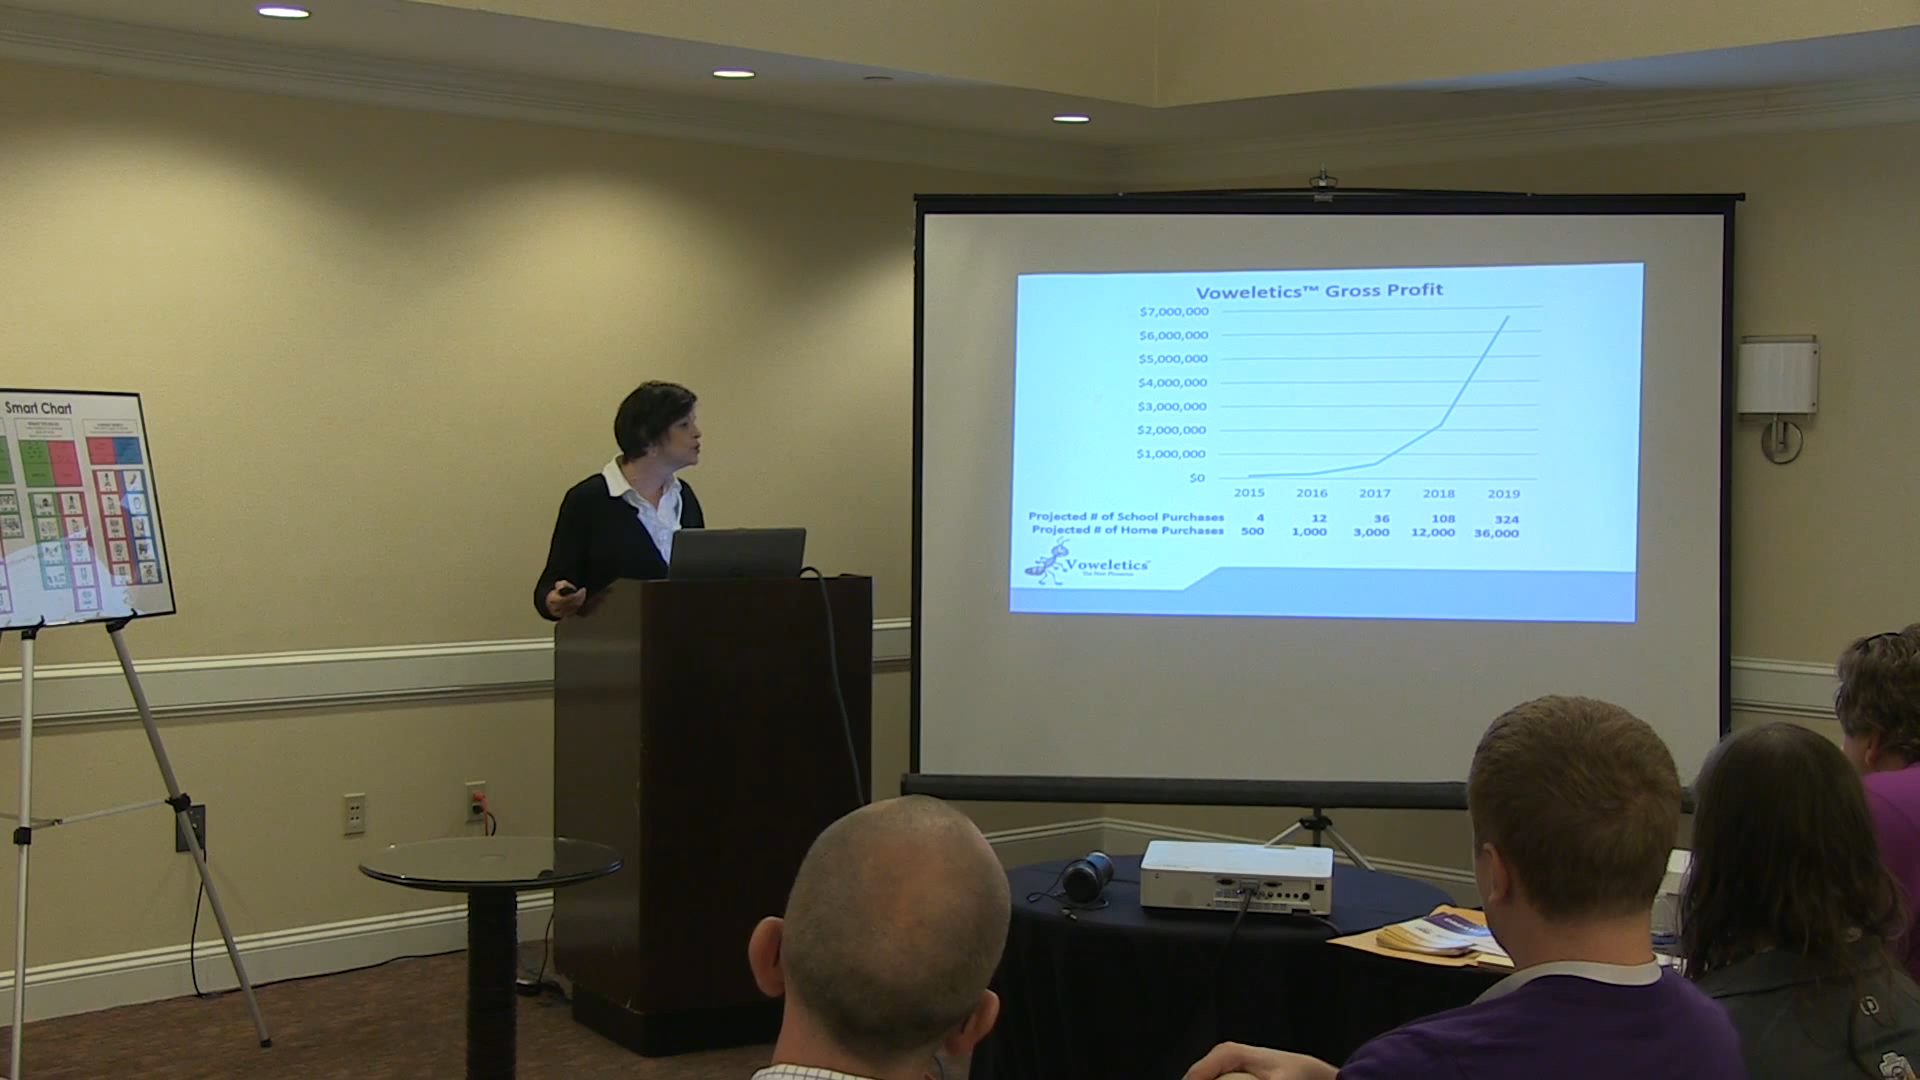 Smart Chart
Voweletics™ Gross Profit
$7,000,000
$6,000,000
$5,000,000
$4,000,000
$3,000,000
$2,000,000
$1,000,000
$0
2015 2016 2017 2018 2019
Projected # of School Purchases 4 12 36 108 324
Projected # of Home Purchases 500 1,000 3,000 12,000 36,000
Voweletics™